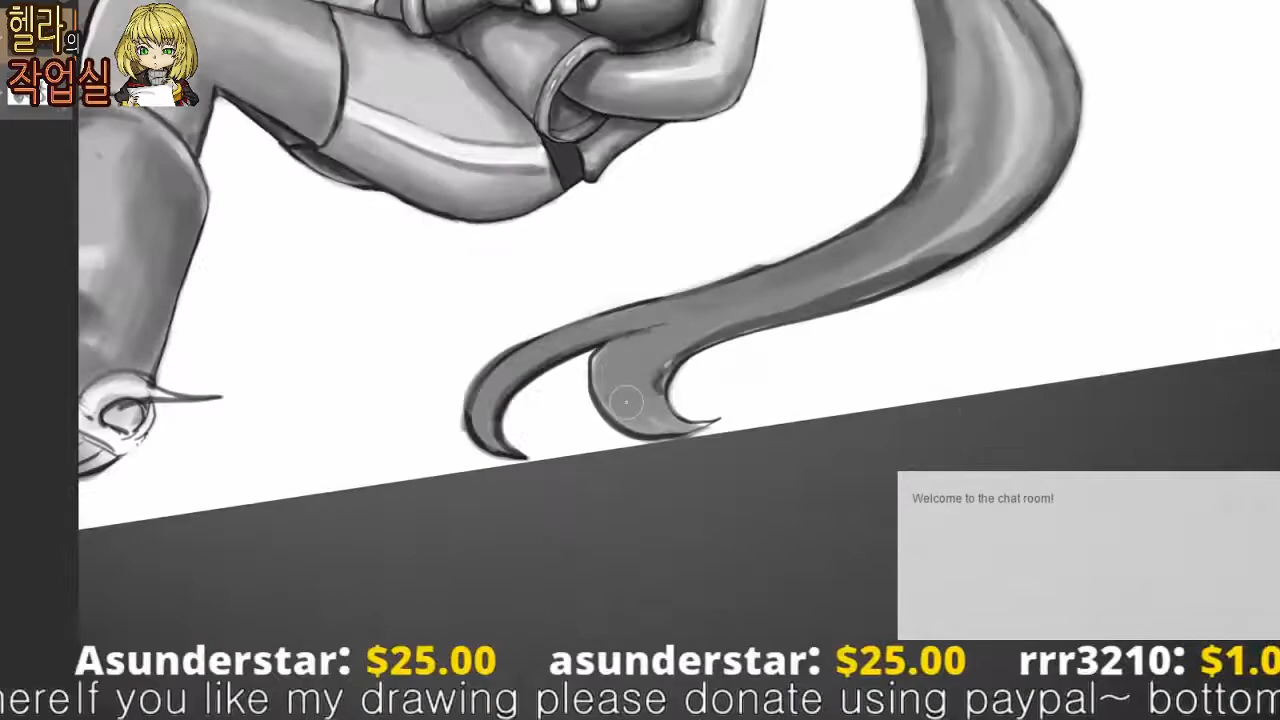 헬라의
작업실
Welcome to the chat room!
Asunderstar: $25.00 asunderstar: $25.00 rrr3210: $1.0
hereIf you like my drawing please donate using paypal~ bottom